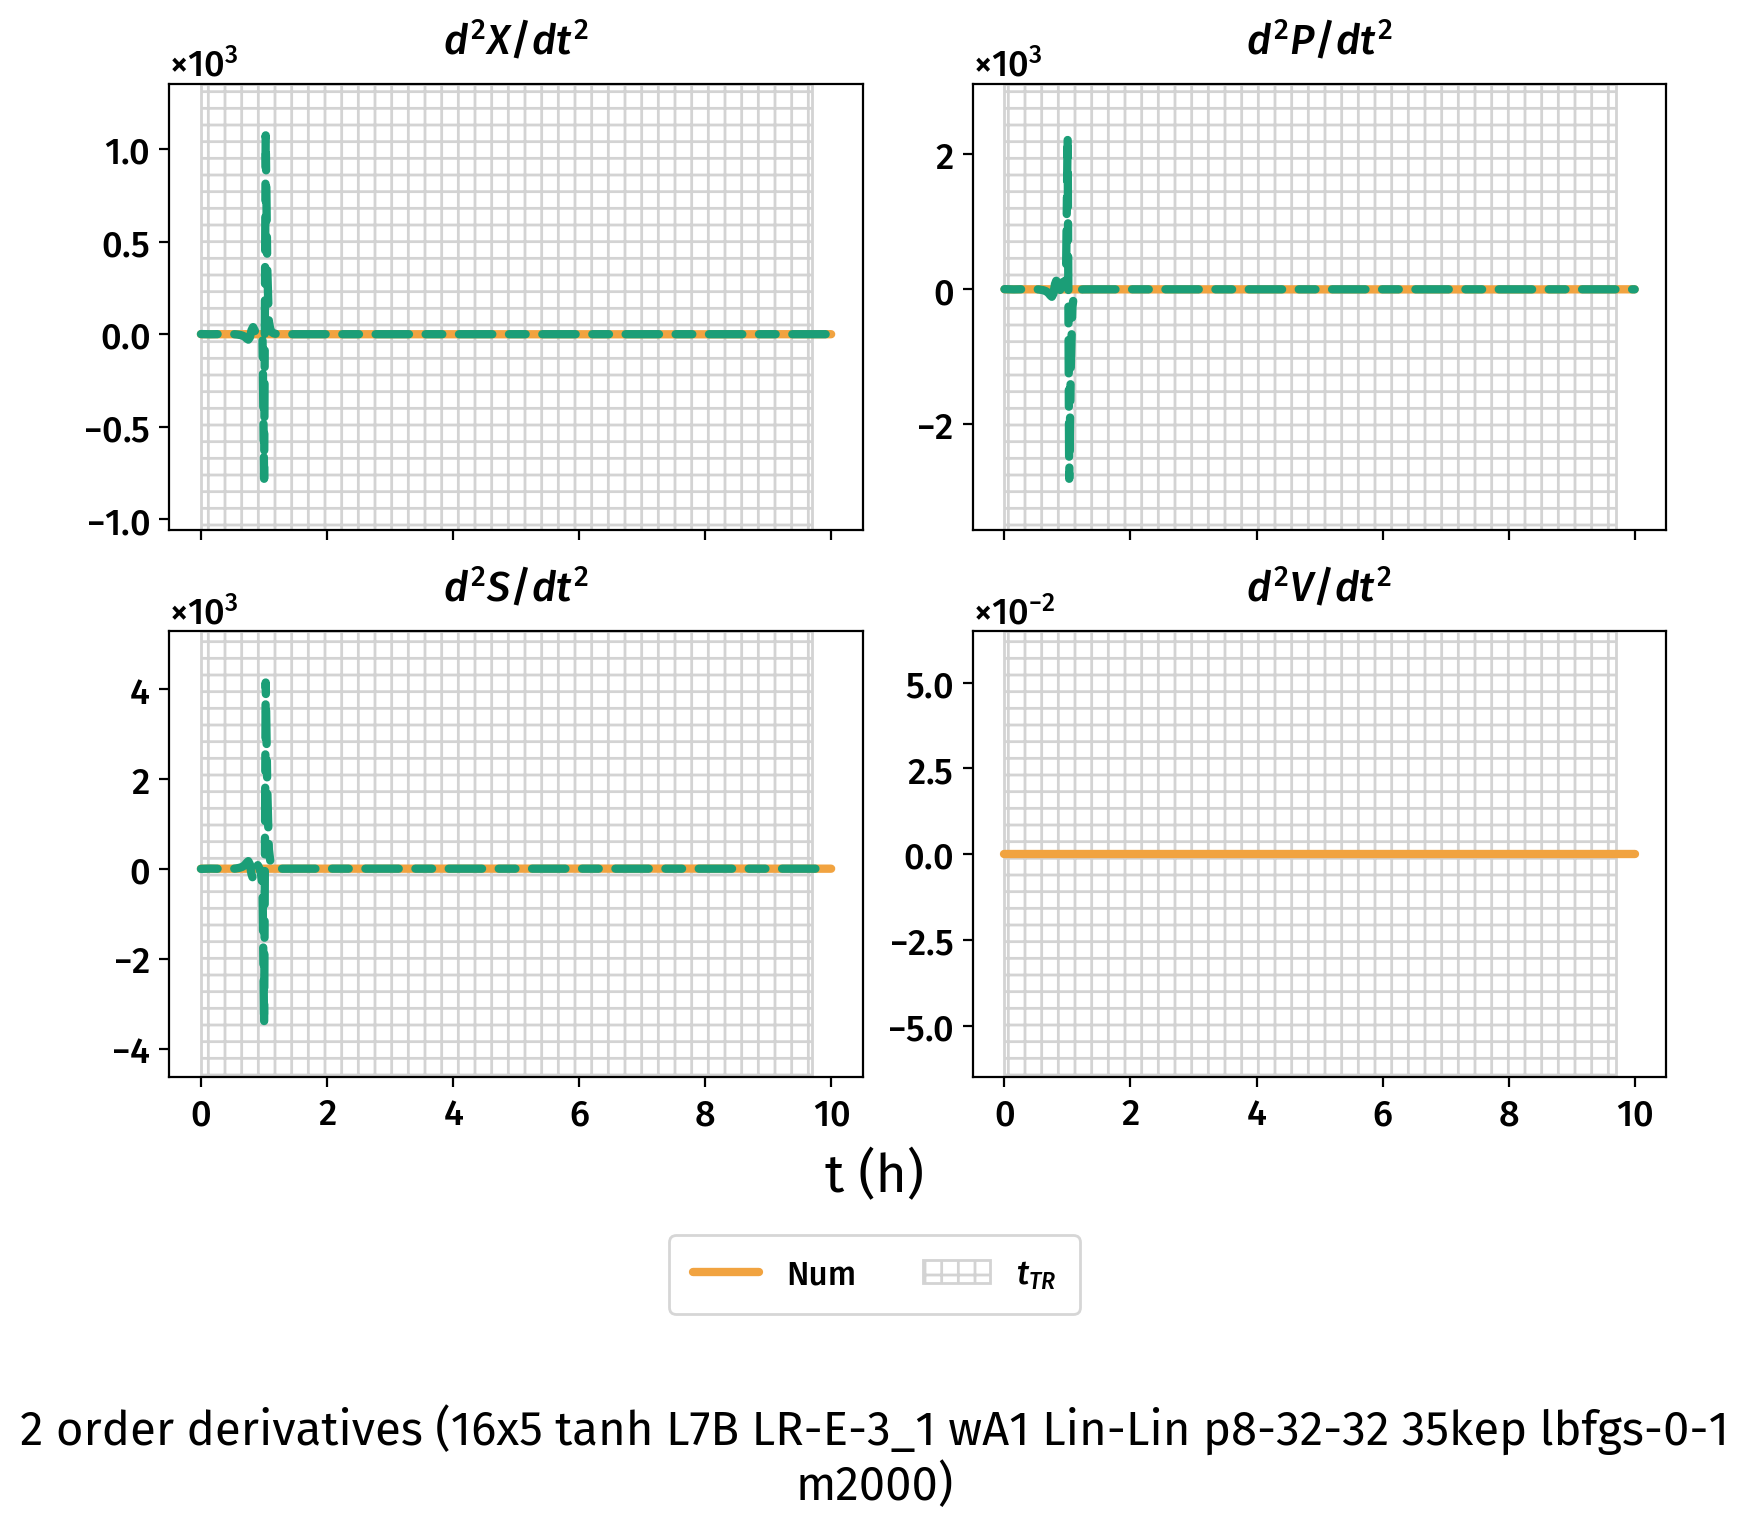 d²X/dt²
×10³
1.0
0.5
0.0
−0.5
−1.0
d²P/dt²
×10³
2
0
−2
d²S/dt²
×10³
4
2
0
−2
−4
0 2 4 6 8 10
d²V/dt²
×10⁻²
5.0
2.5
0.0
−2.5
−5.0
0 2 4 6 8 10
t (h)
Num t_TR
2 order derivatives (16x5 tanh L7B LR-E-3_1 wA1 Lin-Lin p8-32-32 35kep lbfgs-0-1
m2000)